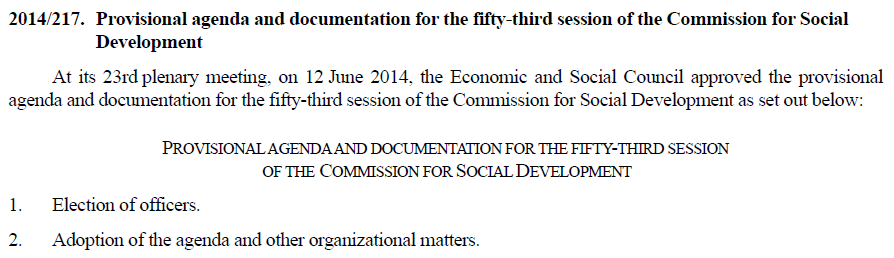 2014/217. Provisional agenda and documentation for the fifty-third session of the Commission for Social
Development
At its 23rd plenary meeting, on 12 June 2014, the Economic and Social Council approved the provisional
agenda and documentation for the fifty-third session of the Commission for Social Development as set out below:
PROVISIONAL AGENDA AND DOCUMENTATION FOR THE FIFTY-THIRD SESSION
OF THE COMMISSION FOR SOCIAL DEVELOPMENT
1. Election of officers.
2. Adoption of the agenda and other organizational matters.